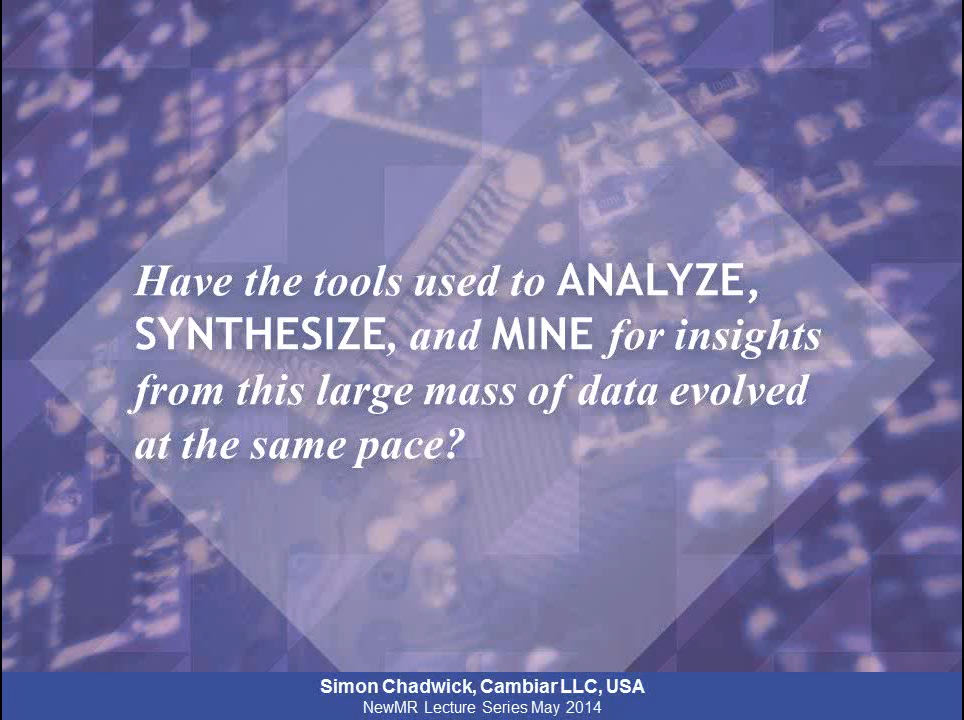 Have the tools used to ANALYZE,
SYNTHESIZE, and MINE for insights
from this large mass of data evolved
at the same pace?
Simon Chadwick, Cambiar LLC, USA
NewMR Lecture Series May 2014